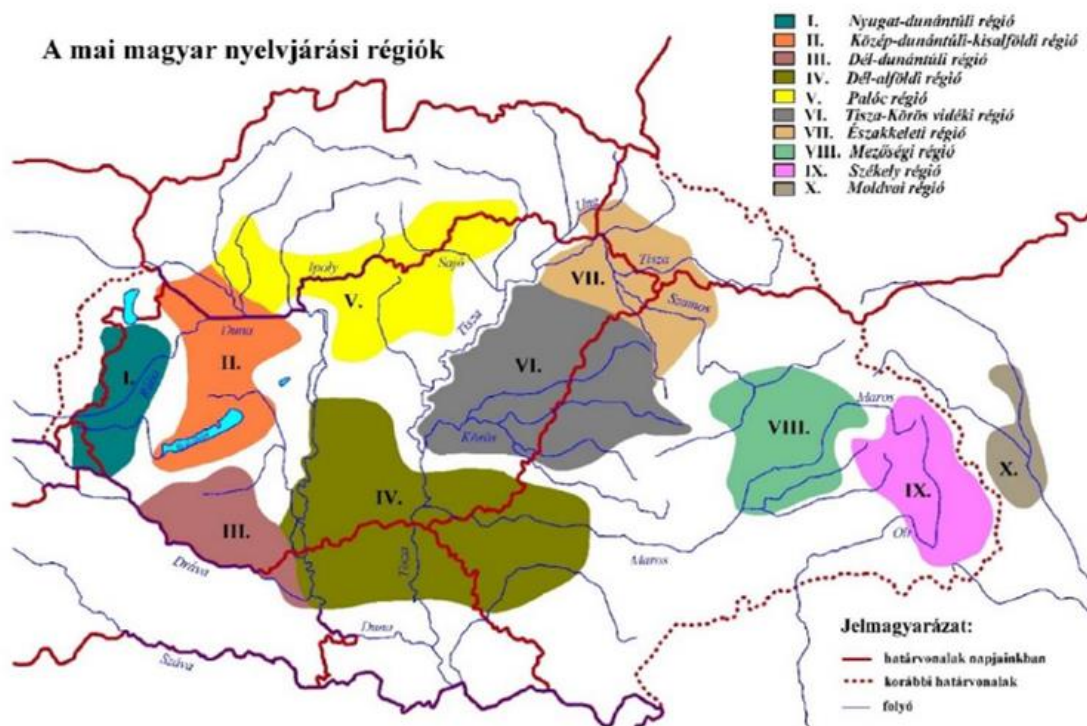 A mai magyar nyelvjárási régiók
I. Nyugat-dunántúli régió
II. Közép-dunántúli-kisalföldi régió
III. Dél-dunántúli régió
IV. Dél-alföldi régió
V. Palóc régió
VI. Tisza-Körös vidéki régió
VII. Északkeleti régió
VIII. Mezőségi régió
IX. Székely régió
X. Moldvai régió
Ung
Ipoly
Sajó
V.
VII.
Tisza
Szamos
Tisza
Duna
II.
I.
Rába
VI.
Körös
VIII.
Maros
IX.
X.
Olt
III.
IV.
Dráva
Tisza
Maros
Duna
Száva
Jelmagyarázat:
határvonalak napjainkban
korábbi határvonalak
folyó